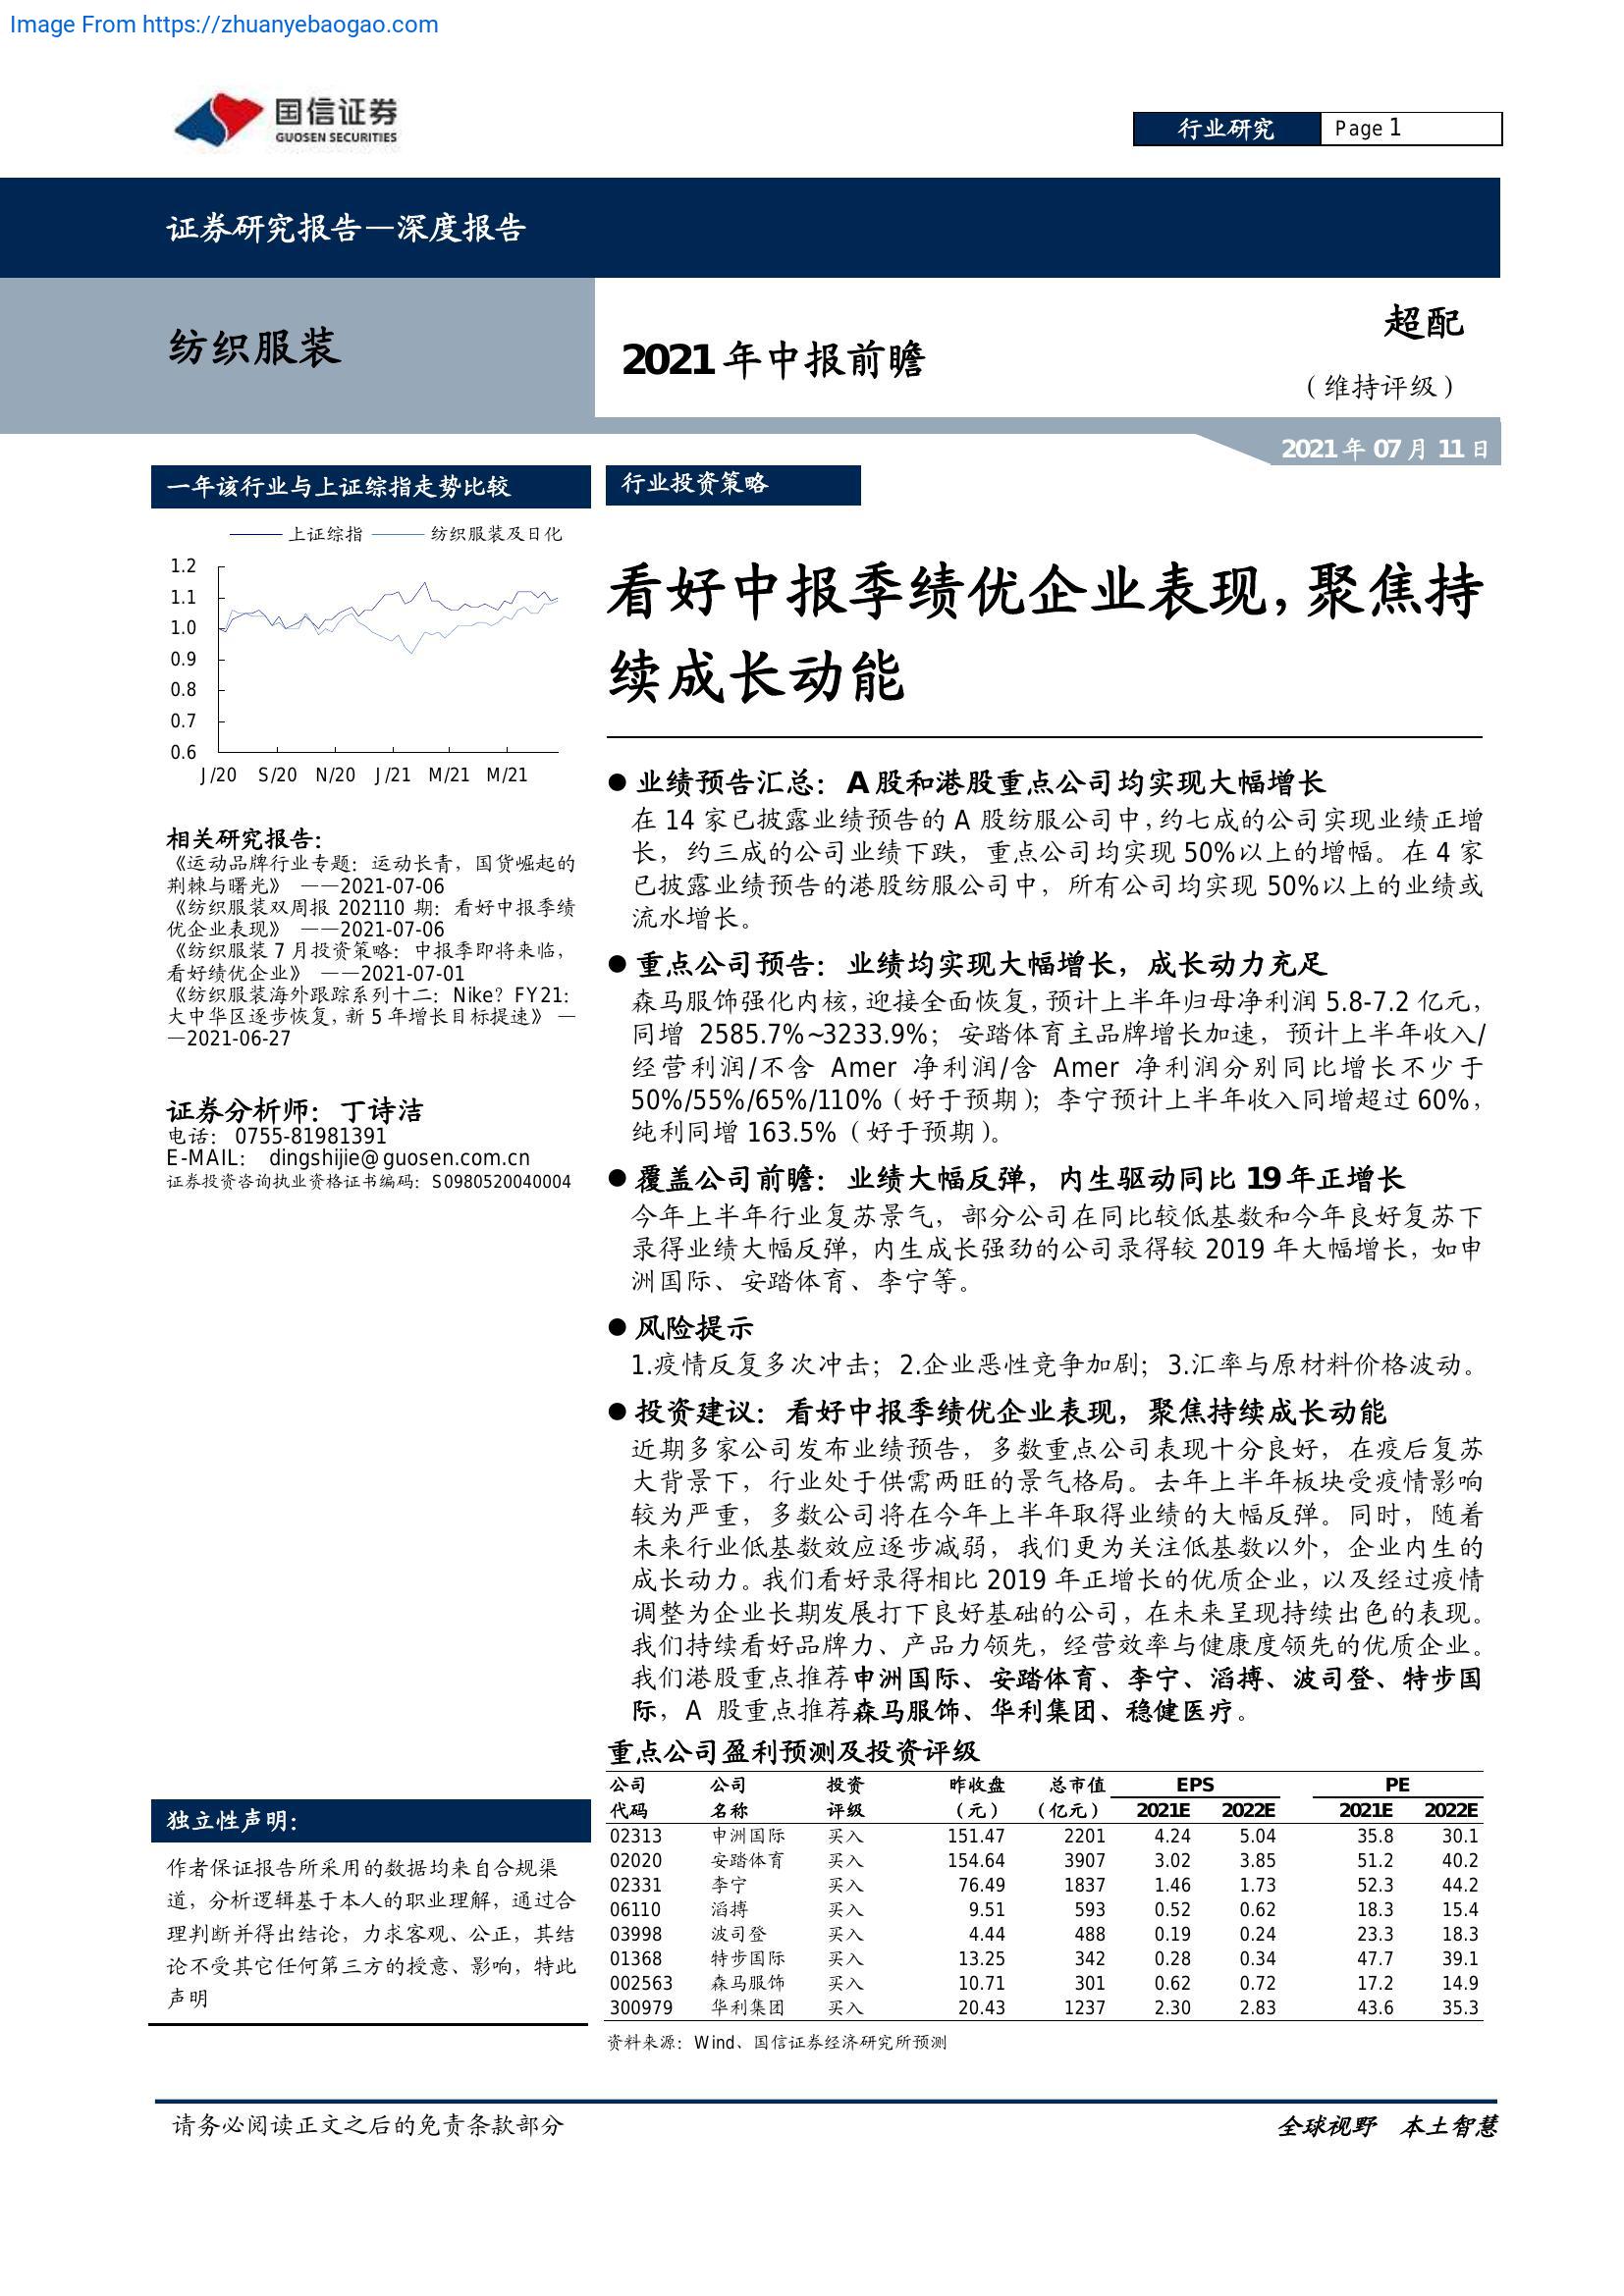 Image From https://zhuanyebaogao.com
国信证券
GUOSEN SECURITIES
行业研究 Page 1
证券研究报告—深度报告
纺织服装
2021年中报前瞻
超配
（维持评级）
2021年07月11日
一年该行业与上证综指走势比较
上证综指 纺织服装及日化
1.2
1.1
1.0
0.9
0.8
0.7
0.6
J/20 S/20 N/20 J/21 M/21 M/21
相关研究报告：
《运动品牌行业专题：运动长青，国货崛起的
荆棘与曙光》 ——2021-07-06
《纺织服装双周报 202110 期：看好中报季绩
优企业表现》 ——2021-07-06
《纺织服装 7 月投资策略：中报季即将来临，
看好绩优企业》 ——2021-07-01
《纺织服装海外跟踪系列十二：Nike？FY21：
大中华区逐步恢复，新 5 年增长目标提速》 —
—2021-06-27
证券分析师：丁诗洁
电话： 0755-81981391
E-MAIL： dingshijie@guosen.com.cn
证券投资咨询执业资格证书编码：S0980520040004
独立性声明：
作者保证报告所采用的数据均来自合规渠
道，分析逻辑基于本人的职业理解，通过合
理判断并得出结论，力求客观、公正，其结
论不受其它任何第三方的授意、影响，特此
声明
行业投资策略
看好中报季绩优企业表现，聚焦持
续成长动能
● 业绩预告汇总：A股和港股重点公司均实现大幅增长
在 14 家已披露业绩预告的 A 股纺服公司中，约七成的公司实现业绩正增
长，约三成的公司业绩下跌，重点公司均实现 50%以上的增幅。在 4 家
已披露业绩预告的港股纺服公司中，所有公司均实现 50%以上的业绩或
流水增长。
● 重点公司预告：业绩均实现大幅增长，成长动力充足
森马服饰强化内核，迎接全面恢复，预计上半年归母净利润 5.8-7.2 亿元，
同增 2585.7%~3233.9%；安踏体育主品牌增长加速，预计上半年收入/
经营利润/不含 Amer 净利润/含 Amer 净利润分别同比增长不少于
50%/55%/65%/110%（好于预期）；李宁预计上半年收入同增超过 60%，
纯利同增 163.5%（好于预期）。
● 覆盖公司前瞻：业绩大幅反弹，内生驱动同比 19 年正增长
今年上半年行业复苏景气，部分公司在同比较低基数和今年良好复苏下
录得业绩大幅反弹，内生成长强劲的公司录得较 2019 年大幅增长，如申
洲国际、安踏体育、李宁等。
● 风险提示
1.疫情反复多次冲击；2.企业恶性竞争加剧；3.汇率与原材料价格波动。
● 投资建议：看好中报季绩优企业表现，聚焦持续成长动能
近期多家公司发布业绩预告，多数重点公司表现十分良好，在疫后复苏
大背景下，行业处于供需两旺的景气格局。去年上半年板块受疫情影响
较为严重，多数公司将在今年上半年取得业绩的大幅反弹。同时，随着
未来行业低基数效应逐步减弱，我们更为关注低基数以外，企业内生的
成长动力。我们看好录得相比 2019 年正增长的优质企业，以及经过疫情
调整为企业长期发展打下良好基础的公司，在未来呈现持续出色的表现。
我们持续看好品牌力、产品力领先，经营效率与健康度领先的优质企业。
我们港股重点推荐申洲国际、安踏体育、李宁、滔搏、波司登、特步国
际，A 股重点推荐森马服饰、华利集团、稳健医疗。
重点公司盈利预测及投资评级
公司 公司 投资 昨收盘 总市值 EPS PE
代码 名称 评级 （元） （亿元） 2021E 2022E 2021E 2022E
02313 申洲国际 买入 151.47 2201 4.24 5.04 35.8 30.1
02020 安踏体育 买入 154.64 3907 3.02 3.85 51.2 40.2
02331 李宁 买入 76.49 1837 1.46 1.73 52.3 44.2
06110 滔搏 买入 9.51 593 0.52 0.62 18.3 15.4
03998 波司登 买入 4.44 488 0.19 0.24 23.3 18.3
01368 特步国际 买入 13.25 342 0.28 0.34 47.7 39.1
002563 森马服饰 买入 10.71 301 0.62 0.72 17.2 14.9
300979 华利集团 买入 20.43 1237 2.30 2.83 43.6 35.3
资料来源：Wind、国信证券经济研究所预测
请务必阅读正文之后的免责条款部分
全球视野 本土智慧